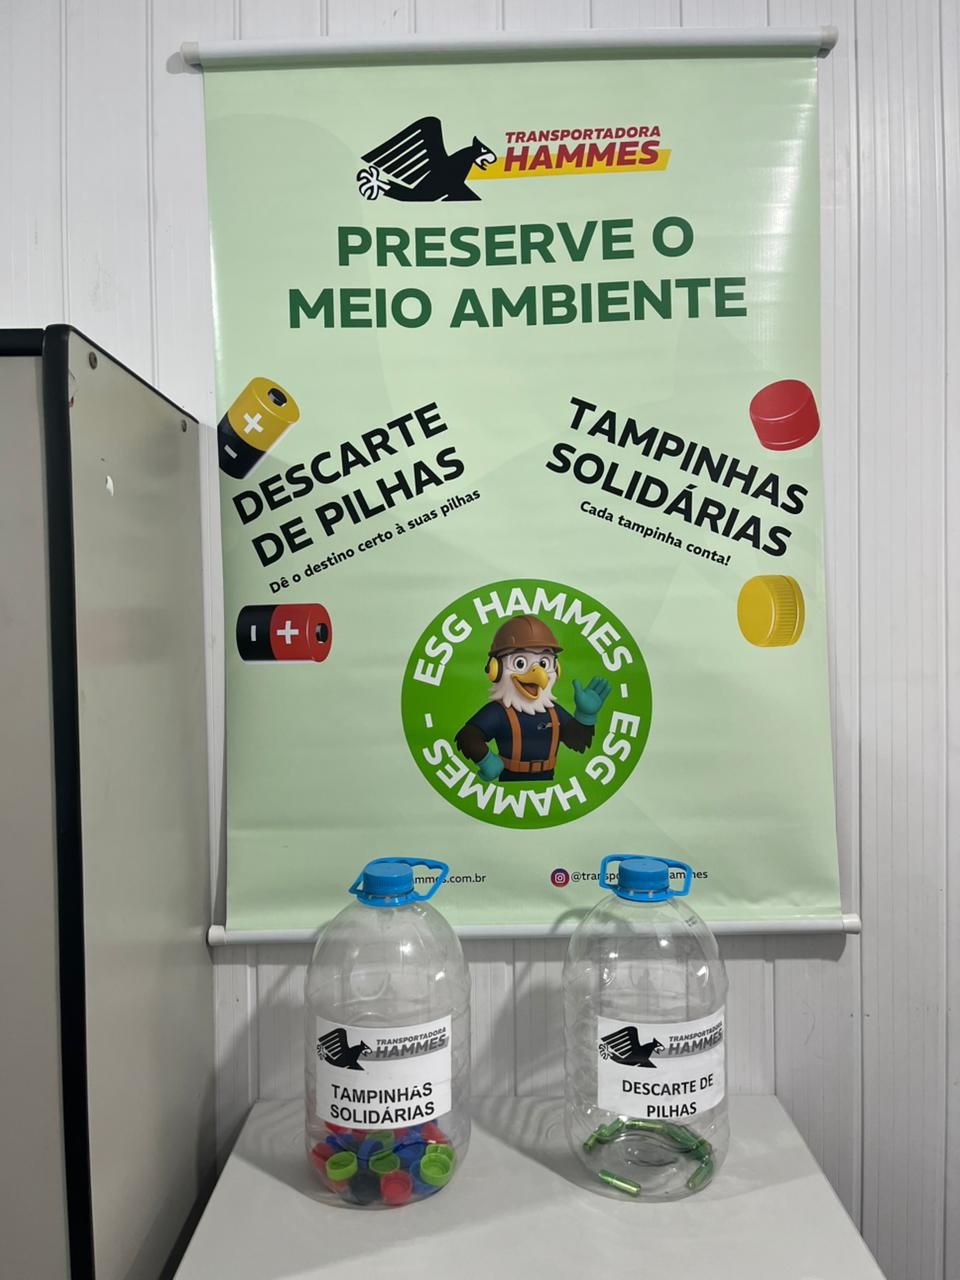 TRANSPORTADORA
HAMMES
PRESERVE O
MEIO AMBIENTE
DESCARTE
DE PILHAS
Dê o destino certo à suas pilhas
TAMPINHAS
SOLIDÁRIAS
Cada tampinha conta!
ESG HAMMES - ESG HAMMES -
TRANSPORTADORA
HAMMES
TAMPINHAS
SOLIDÁRIAS
TRANSPORTADORA
HAMMES
DESCARTE DE
PILHAS